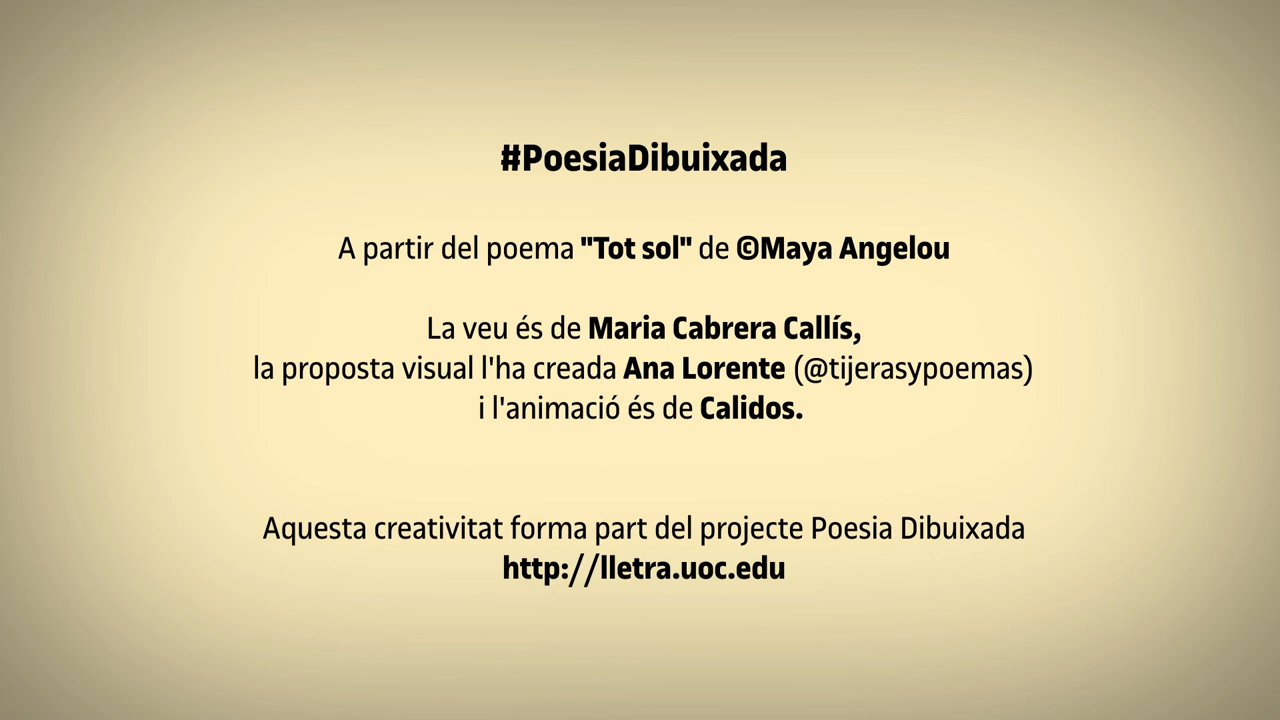 #PoesiaDibuixada
A partir del poema "Tot sol" de ©Maya Angelou
La veu és de Maria Cabrera Callís,
la proposta visual l'ha creada Ana Lorente (@tijerasypoemas)
i l'animació és de Calidos.
Aquesta creativitat forma part del projecte Poesia Dibuixada
http://lletra.uoc.edu